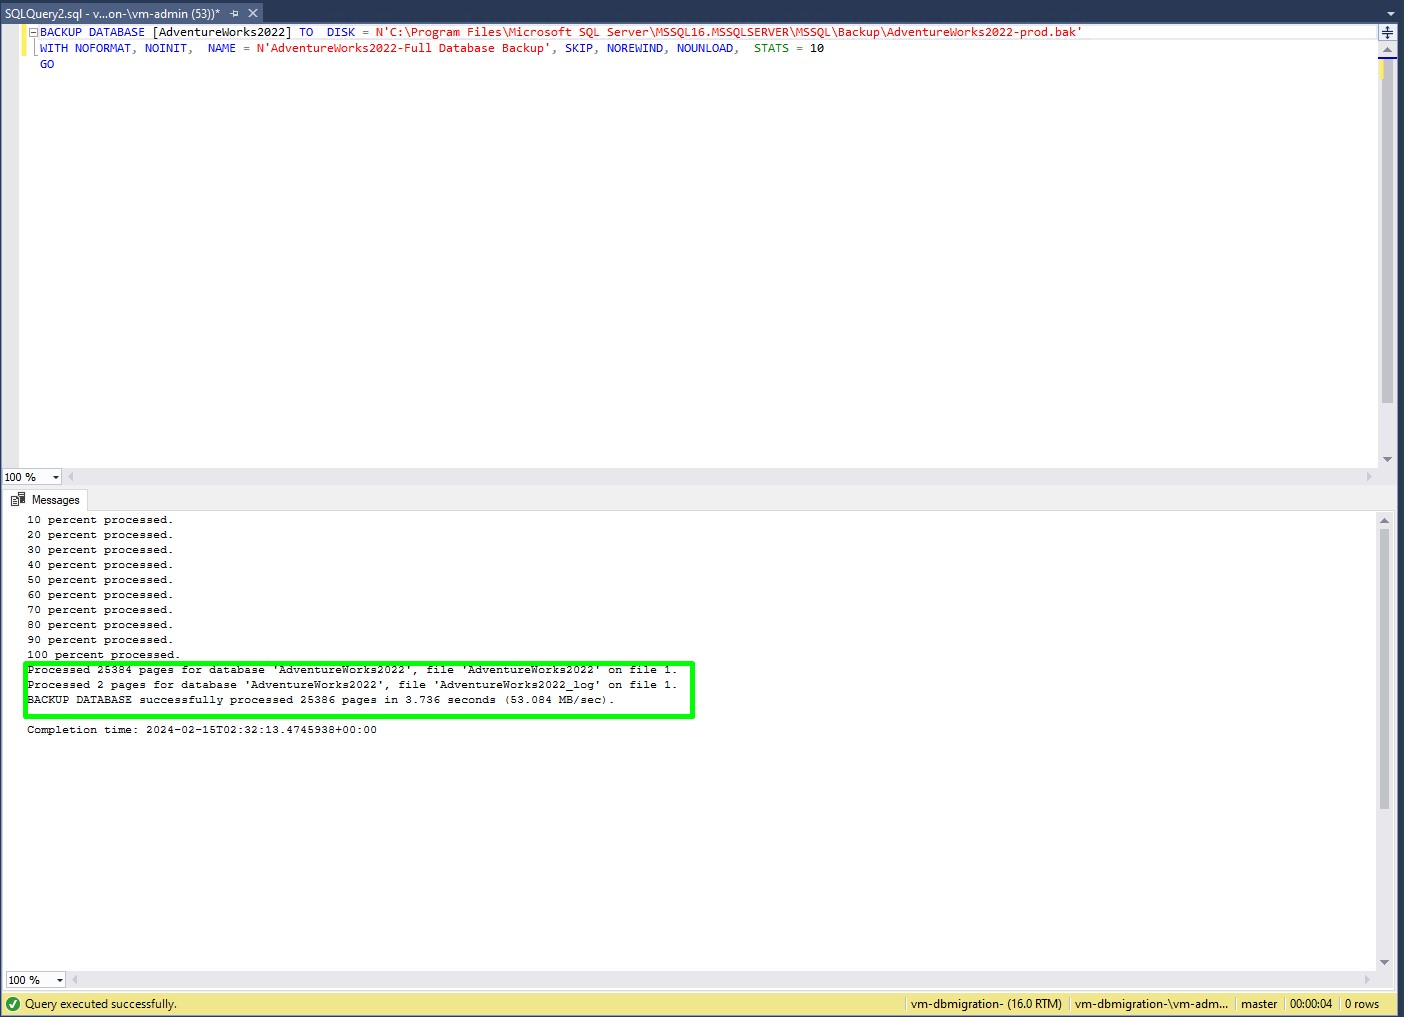 SQLQuery2.sql - v...on-\vm-admin (53))*
BACKUP DATABASE [AdventureWorks2022] TO  DISK = N'C:\Program Files\Microsoft SQL Server\MSSQL16.MSSQLSERVER\MSSQL\Backup\AdventureWorks2022-prod.bak'
WITH NOFORMAT, NOINIT,  NAME = N'AdventureWorks2022-Full Database Backup', SKIP, NOREWIND, NOUNLOAD,  STATS = 10
GO
100 %
Messages
10 percent processed.
20 percent processed.
30 percent processed.
40 percent processed.
50 percent processed.
60 percent processed.
70 percent processed.
80 percent processed.
90 percent processed.
100 percent processed.
Processed 25384 pages for database 'AdventureWorks2022', file 'AdventureWorks2022' on file 1.
Processed 2 pages for database 'AdventureWorks2022', file 'AdventureWorks2022_log' on file 1.
BACKUP DATABASE successfully processed 25386 pages in 3.736 seconds (53.084 MB/sec).
Completion time: 2024-02-15T02:32:13.4745938+00:00
100 %
Query executed successfully.
vm-dbmigration- (16.0 RTM)
vm-dbmigration-\vm-adm...
master
00:00:04
0 rows